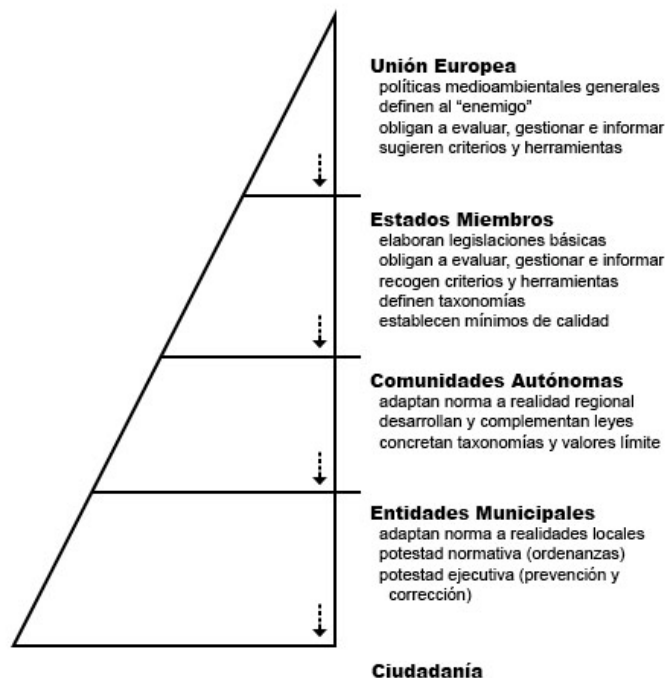 Unión Europea
políticas medioambientales generales
definen al “enemigo”
obligan a evaluar, gestionar e informar
sugieren criterios y herramientas
Estados Miembros
elaboran legislaciones básicas
obligan a evaluar, gestionar e informar
recogen criterios y herramientas
definen taxonomías
establecen mínimos de calidad
Comunidades Autónomas
adaptan norma a realidad regional
desarrollan y complementan leyes
concretan taxonomías y valores límite
Entidades Municipales
adaptan norma a realidades locales
potestad normativa (ordenanzas)
potestad ejecutiva (prevención y
corrección)
Ciudadanía